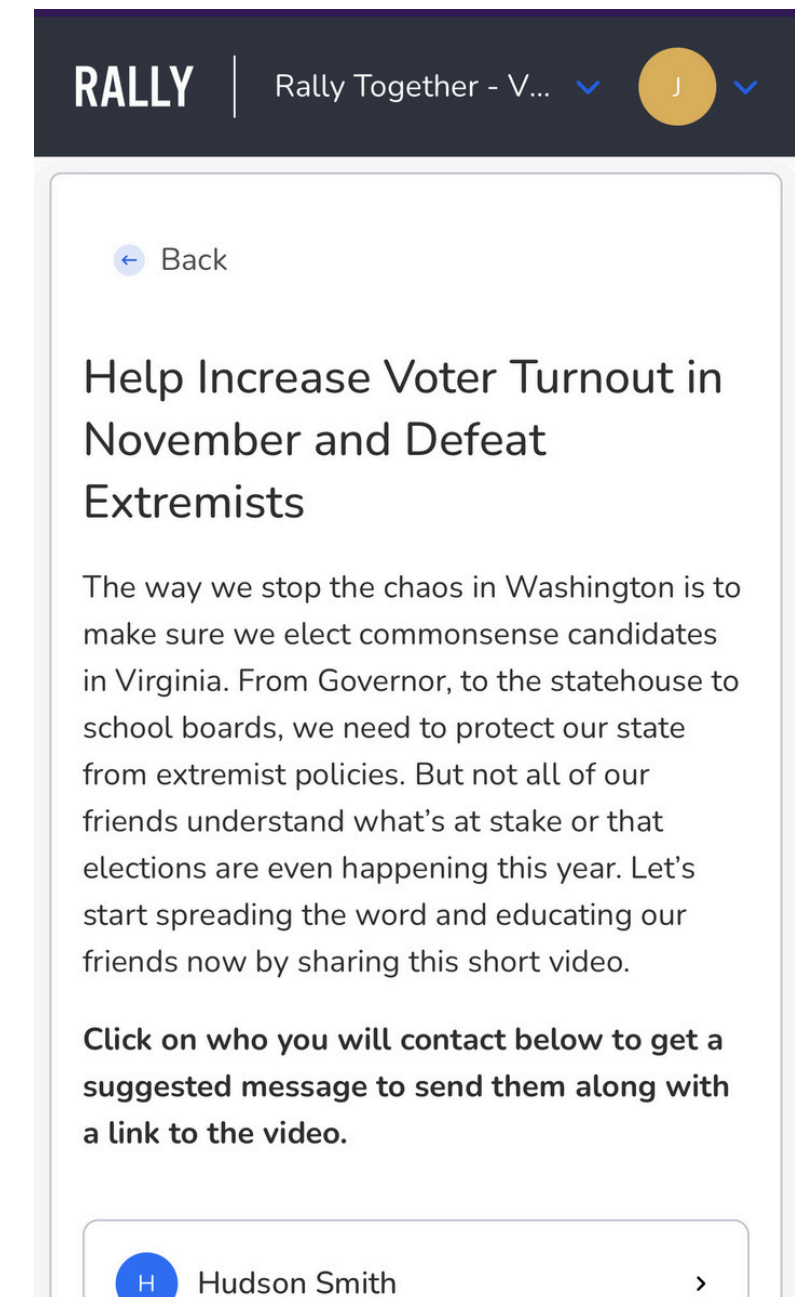 RALLY
Rally Together - V...
J
← Back
Help Increase Voter Turnout in
November and Defeat
Extremists
The way we stop the chaos in Washington is to
make sure we elect commonsense candidates
in Virginia. From Governor, to the statehouse to
school boards, we need to protect our state
from extremist policies. But not all of our
friends understand what’s at stake or that
elections are even happening this year. Let’s
start spreading the word and educating our
friends now by sharing this short video.
Click on who you will contact below to get a
suggested message to send them along with
a link to the video.
H
Hudson Smith